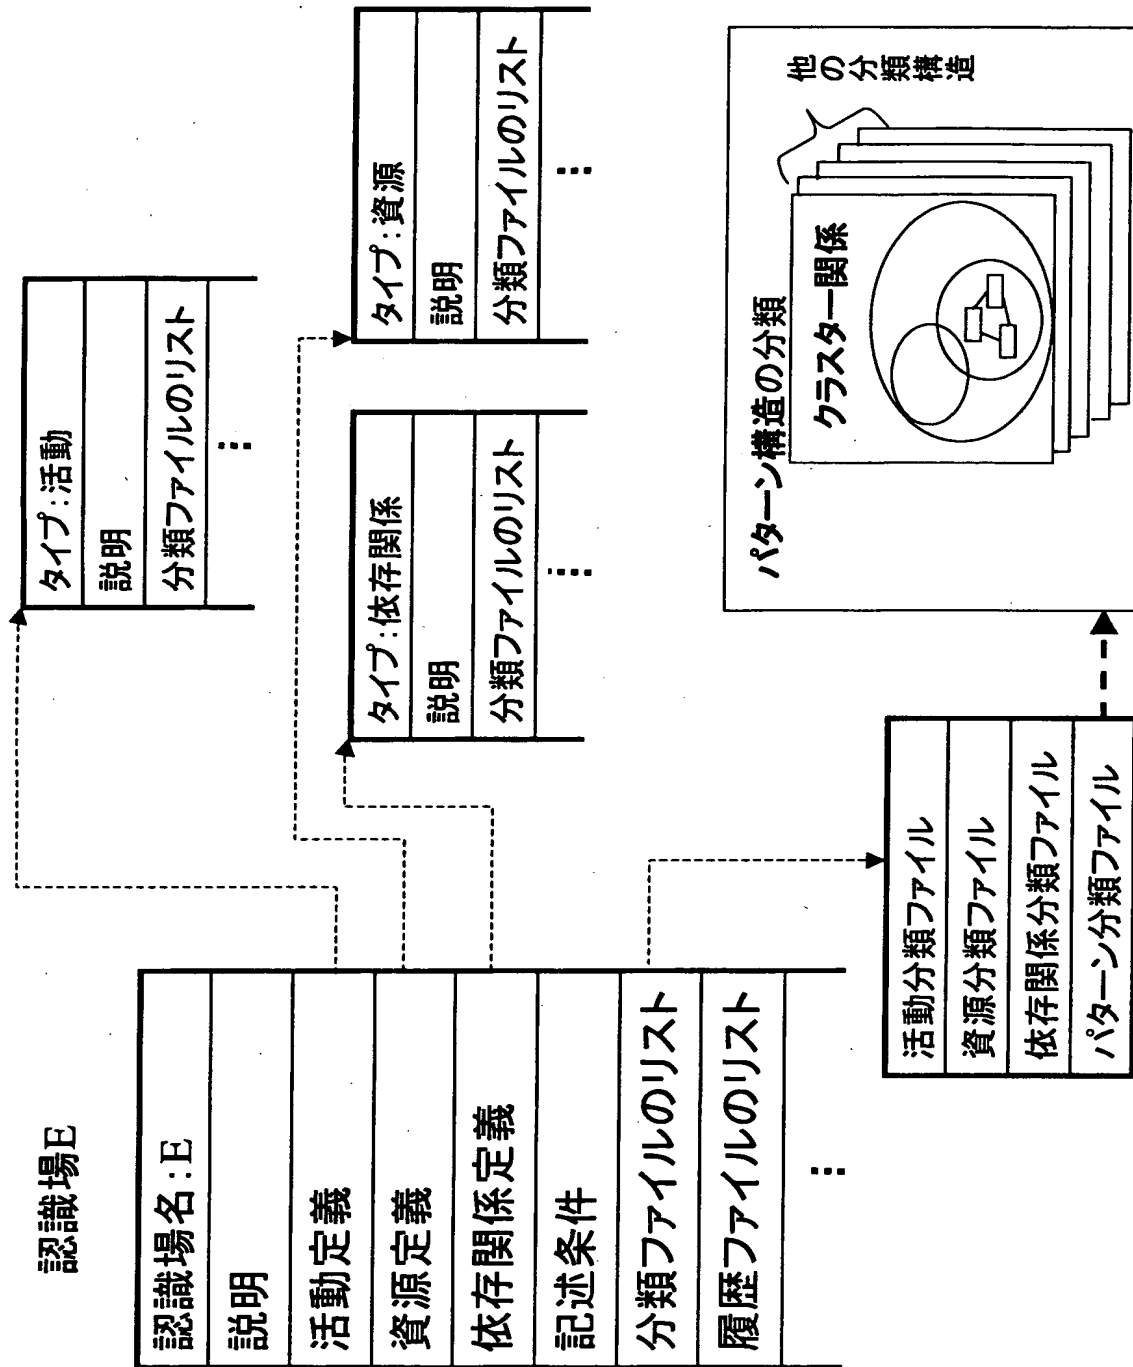 認識場E
認識場名:E
説明
活動定義
資源定義
依存関係定義
記述条件
分類ファイルのリスト
履歴ファイルのリスト
⋮
タイプ:活動
説明
分類ファイルのリスト
⋮
タイプ:依存関係
説明
分類ファイルのリスト
⋮
タイプ:資源
説明
分類ファイルのリスト
⋮
活動分類ファイル
資源分類ファイル
依存関係分類ファイル
パターン分類ファイル
パターン構造の分類
クラスター関係
他の分類構造